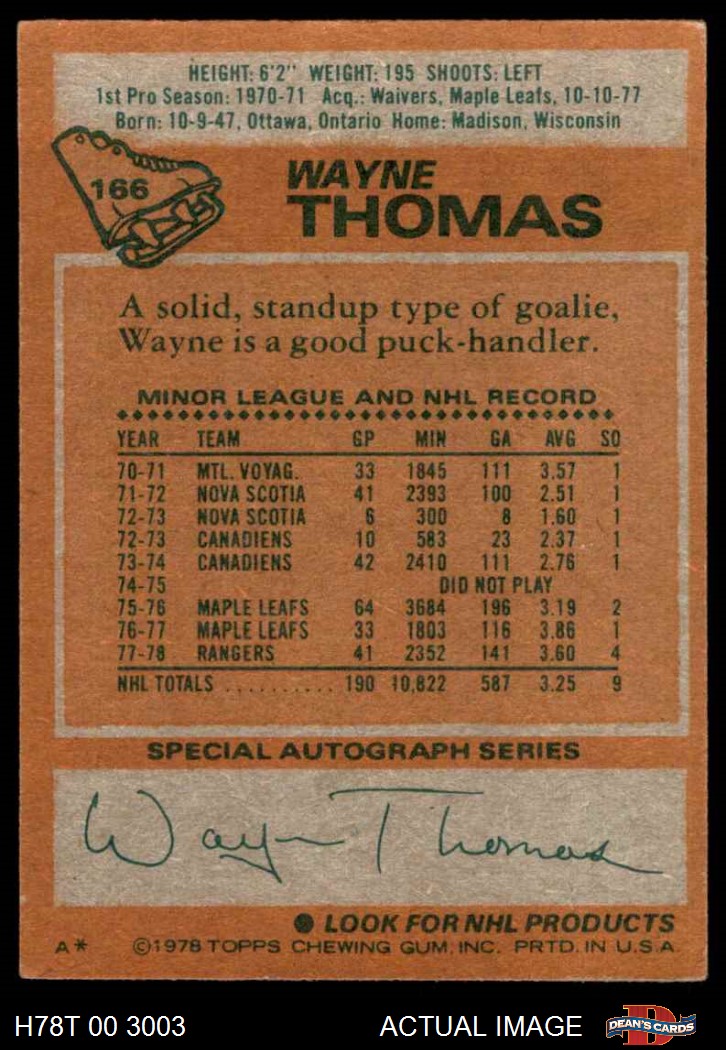 HEIGHT: 6'2" WEIGHT: 195 SHOOTS: LEFT
1st Pro Season: 1970-71 Acq.: Waivers, Maple Leafs, 10-10-77
Born: 10-9-47, Ottawa, Ontario Home: Madison, Wisconsin
166
WAYNE
THOMAS
A solid, standup type of goalie,
Wayne is a good puck-handler.
MINOR LEAGUE AND NHL RECORD
YEAR TEAM GP MIN GA AVG SO
70-71 MTL. VOYAG. 33 1845 111 3.57 1
71-72 NOVA SCOTIA 41 2393 100 2.51 1
72-73 NOVA SCOTIA 6 300 8 1.60 1
72-73 CANADIENS 10 583 23 2.37 1
73-74 CANADIENS 42 2410 111 2.76 1
74-75 DID NOT PLAY
75-76 MAPLE LEAFS 64 3684 196 3.19 2
76-77 MAPLE LEAFS 33 1803 116 3.86 1
77-78 RANGERS 41 2352 141 3.60 4
NHL TOTALS .......... 190 10,822 587 3.25 9
SPECIAL AUTOGRAPH SERIES
Wayne Thomas
● LOOK FOR NHL PRODUCTS
A* ©1978 TOPPS CHEWING GUM, INC. PRTD. IN U.S.A.
H78T 00 3003 ACTUAL IMAGE D DEAN'S CARDS